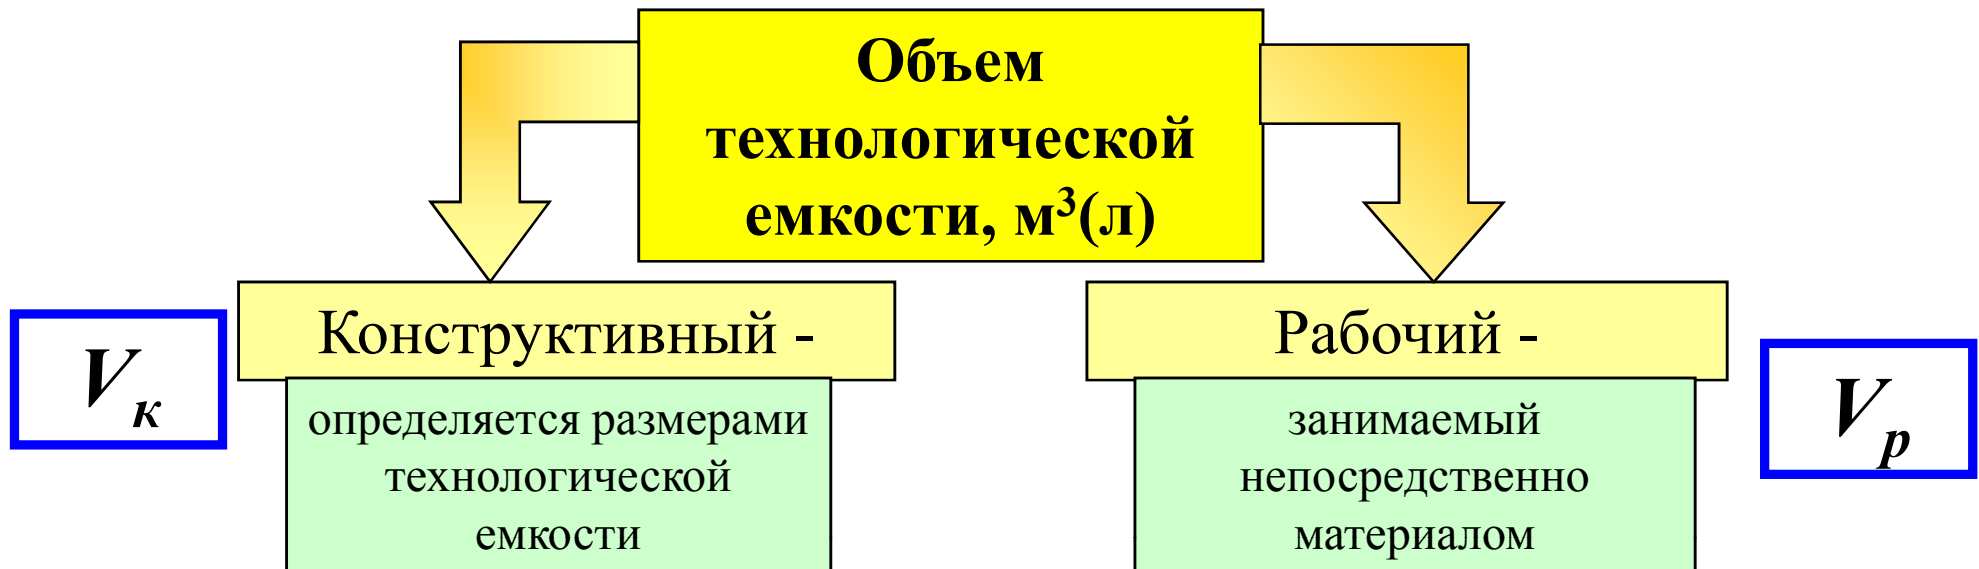 Объем
технологической
емкости, м³(л)
Конструктивный -
Рабочий -
Vк
определяется размерами
технологической
емкости
занимаемый
непосредственно
материалом
Vр